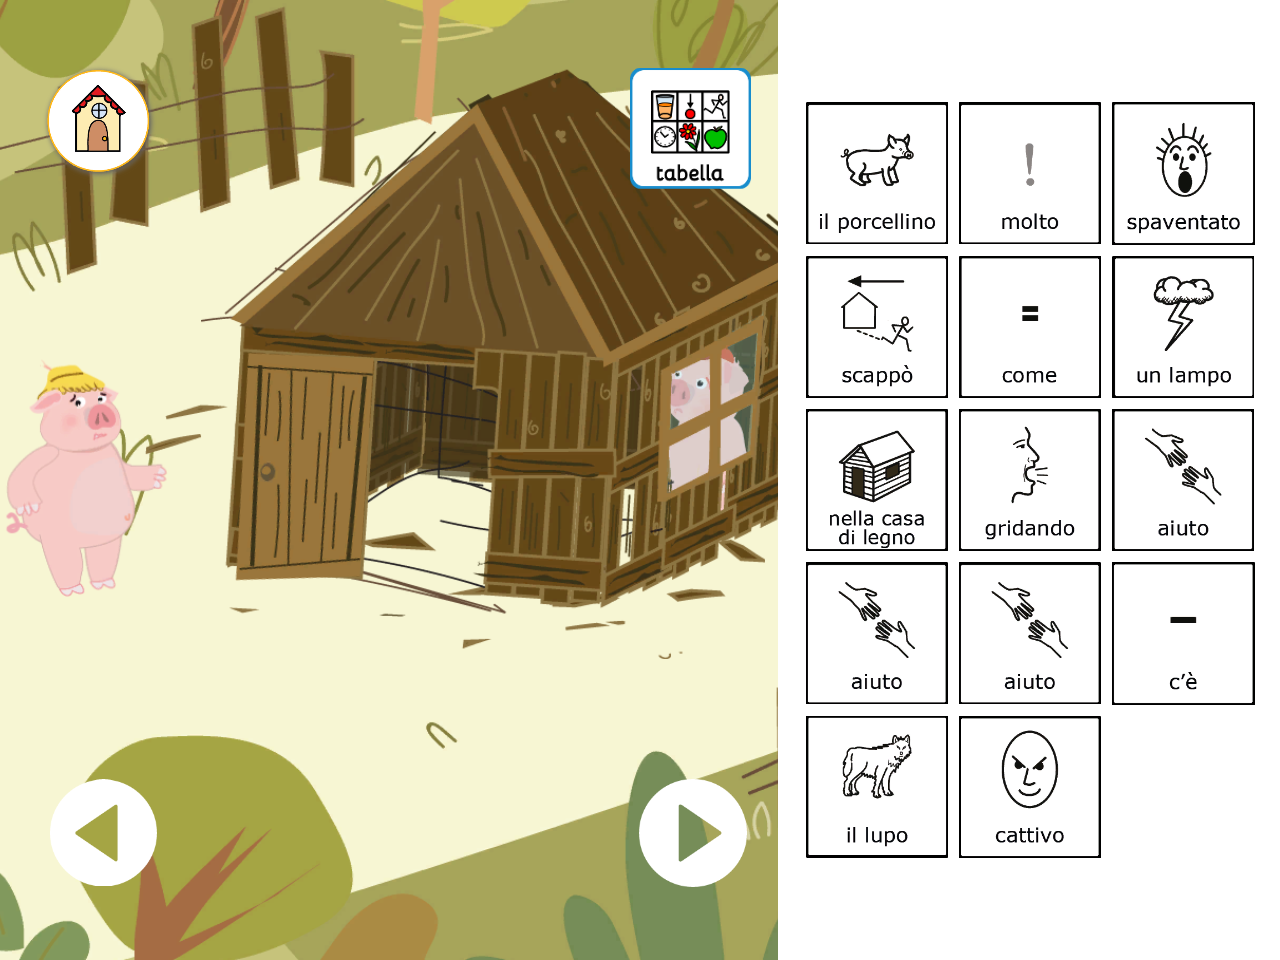 tabella
il porcellino
molto
spaventato
scappò
come
un lampo
nella casa
di legno
gridando
aiuto
aiuto
aiuto
c’è
il lupo
cattivo